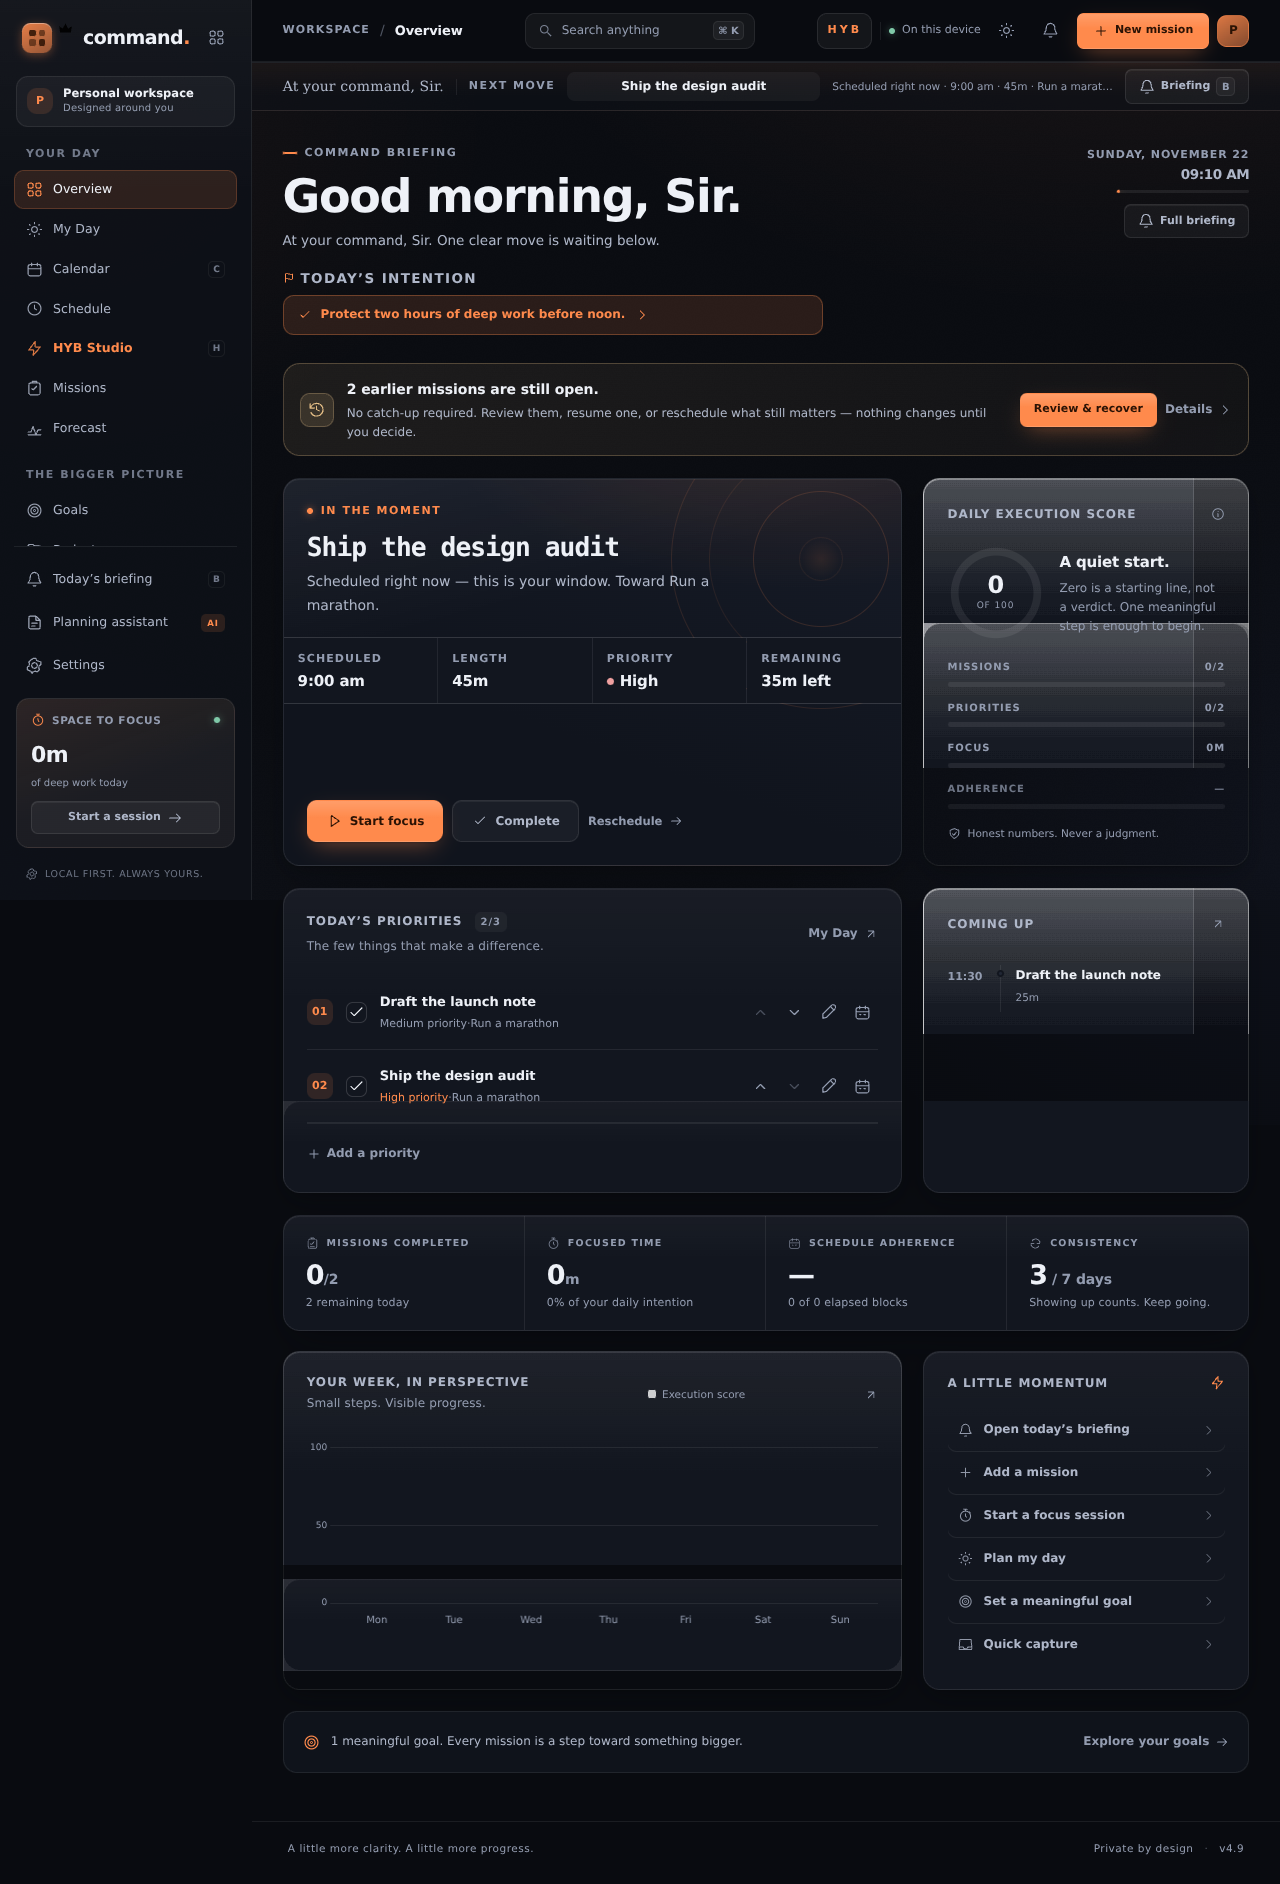 command.
P
Personal workspace
Designed around you
YOUR DAY
Overview
My Day
Calendar
C
Schedule
HYB Studio
H
Missions
Forecast
THE BIGGER PICTURE
Goals
Today's briefing
B
Planning assistant
AI
Settings
SPACE TO FOCUS
0m
of deep work today
Start a session
LOCAL FIRST. ALWAYS YOURS.
WORKSPACE / Overview
Search anything
⌘ K
HYB
On this device
New mission
P
At your command, Sir.
NEXT MOVE
Ship the design audit
Scheduled right now · 9:00 am · 45m · Run a marat…
Briefing
B
COMMAND BRIEFING
Good morning, Sir.
At your command, Sir. One clear move is waiting below.
SUNDAY, NOVEMBER 22
09:10 AM
Full briefing
TODAY’S INTENTION
Protect two hours of deep work before noon.
2 earlier missions are still open.
No catch-up required. Review them, resume one, or reschedule what still matters — nothing changes until
you decide.
Review & recover
Details
IN THE MOMENT
Ship the design audit
Scheduled right now — this is your window. Toward Run a
marathon.
SCHEDULED
9:00 am
LENGTH
45m
PRIORITY
High
REMAINING
35m left
Start focus
Complete
Reschedule
DAILY EXECUTION SCORE
0
OF 100
A quiet start.
Zero is a starting line, not
a verdict. One meaningful
step is enough to begin.
MISSIONS 0/2
PRIORITIES 0/2
FOCUS 0M
ADHERENCE —
Honest numbers. Never a judgment.
TODAY’S PRIORITIES 2/3
The few things that make a difference.
My Day
01
Draft the launch note
Medium priority·Run a marathon
02
Ship the design audit
High priority·Run a marathon
Add a priority
COMING UP
11:30
Draft the launch note
25m
MISSIONS COMPLETED
0/2
2 remaining today
FOCUSED TIME
0m
0% of your daily intention
SCHEDULE ADHERENCE
—
0 of 0 elapsed blocks
CONSISTENCY
3 / 7 days
Showing up counts. Keep going.
YOUR WEEK, IN PERSPECTIVE
Small steps. Visible progress.
Execution score
100
50
0
Mon Tue Wed Thu Fri Sat Sun
A LITTLE MOMENTUM
Open today’s briefing
Add a mission
Start a focus session
Plan my day
Set a meaningful goal
Quick capture
1 meaningful goal. Every mission is a step toward something bigger.
Explore your goals
A little more clarity. A little more progress.
Private by design · v4.9